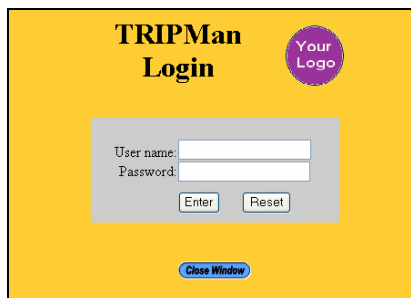 TRIPMan
Login
Your
Logo
User name:
Password:
Enter Reset
Close Window